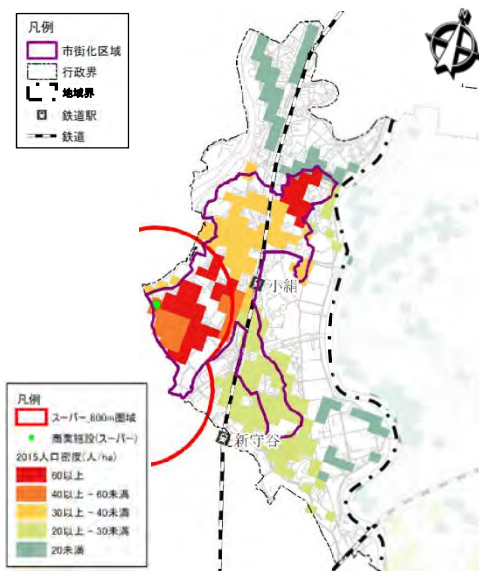 凡例
市街化区域
行政界
地域界
鉄道駅
鉄道
小絹
新守谷
凡例
スーパー_800m圏域
商業施設(スーパー)
2015人口密度(人/ha)
60以上
40以上 - 60未満
30以上 - 40未満
20以上 - 30未満
20未満